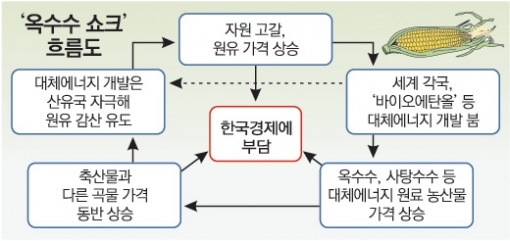 ‘옥수수 쇼크’
흐름도
자원 고갈,
원유 가격 상승
세계 각국,
‘바이오에탄올’ 등
대체에너지 개발 붐
옥수수, 사탕수수 등
대체에너지 원료 농산물
가격 상승
축산물과
다른 곡물 가격
동반 상승
대체에너지 개발은
산유국 자극해
원유 감산 유도
한국경제에
부담